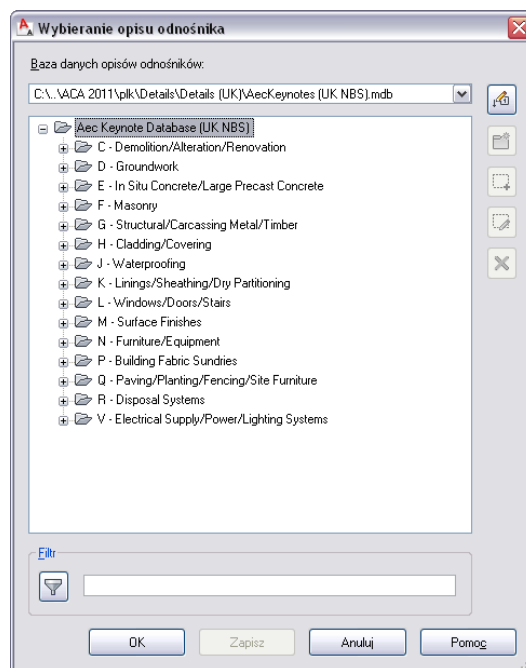 Wybieranie opisu odnośnika
Baza danych opisów odnośników:
C:\..\ACA 2011\plk\Details\Details (UK)\AecKeynotes (UK NBS).mdb
Aec Keynote Database (UK NBS)
C - Demolition/Alteration/Renovation
D - Groundwork
E - In Situ Concrete/Large Precast Concrete
F - Masonry
G - Structural/Carcassing Metal/Timber
H - Cladding/Covering
J - Waterproofing
K - Linings/Sheathing/Dry Partitioning
L - Windows/Doors/Stairs
M - Surface Finishes
N - Furniture/Equipment
P - Building Fabric Sundries
Q - Paving/Planting/Fencing/Site Furniture
R - Disposal Systems
V - Electrical Supply/Power/Lighting Systems
Filtr
OK Zapisz Anuluj Pomoc